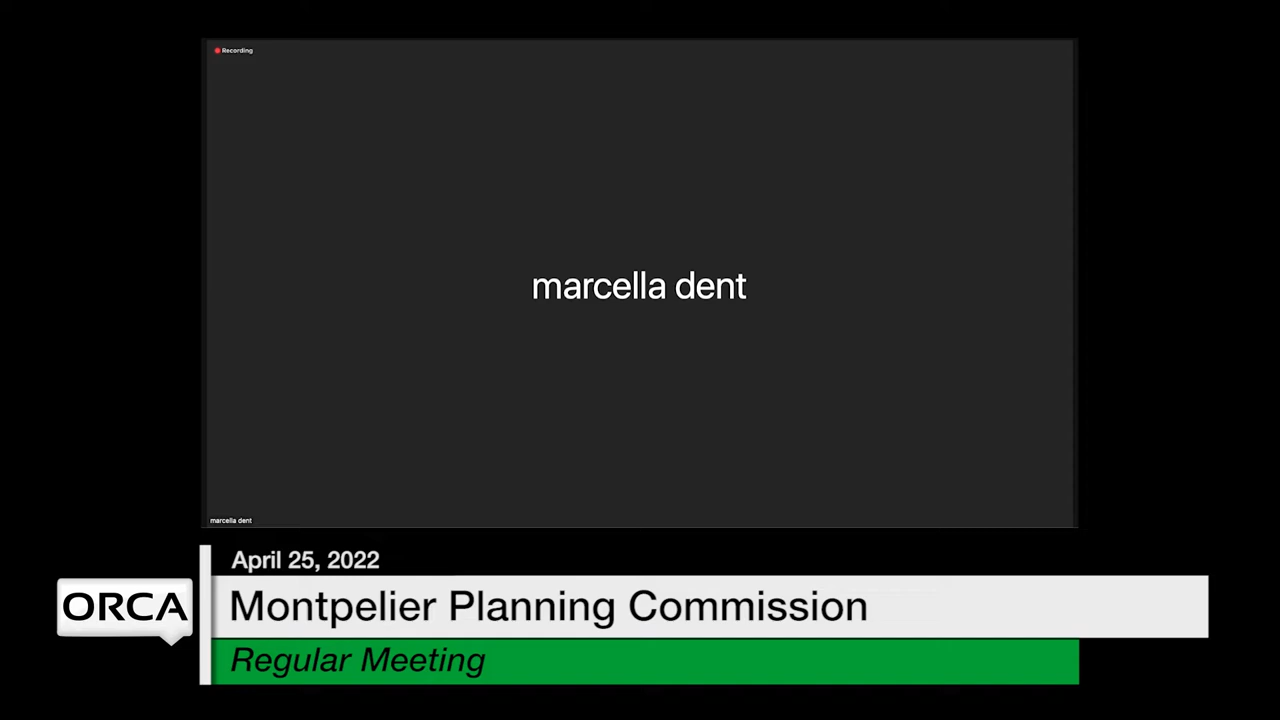 Recording
marcella dent
marcella dent
April 25, 2022
ORCA
Montpelier Planning Commission
Regular Meeting